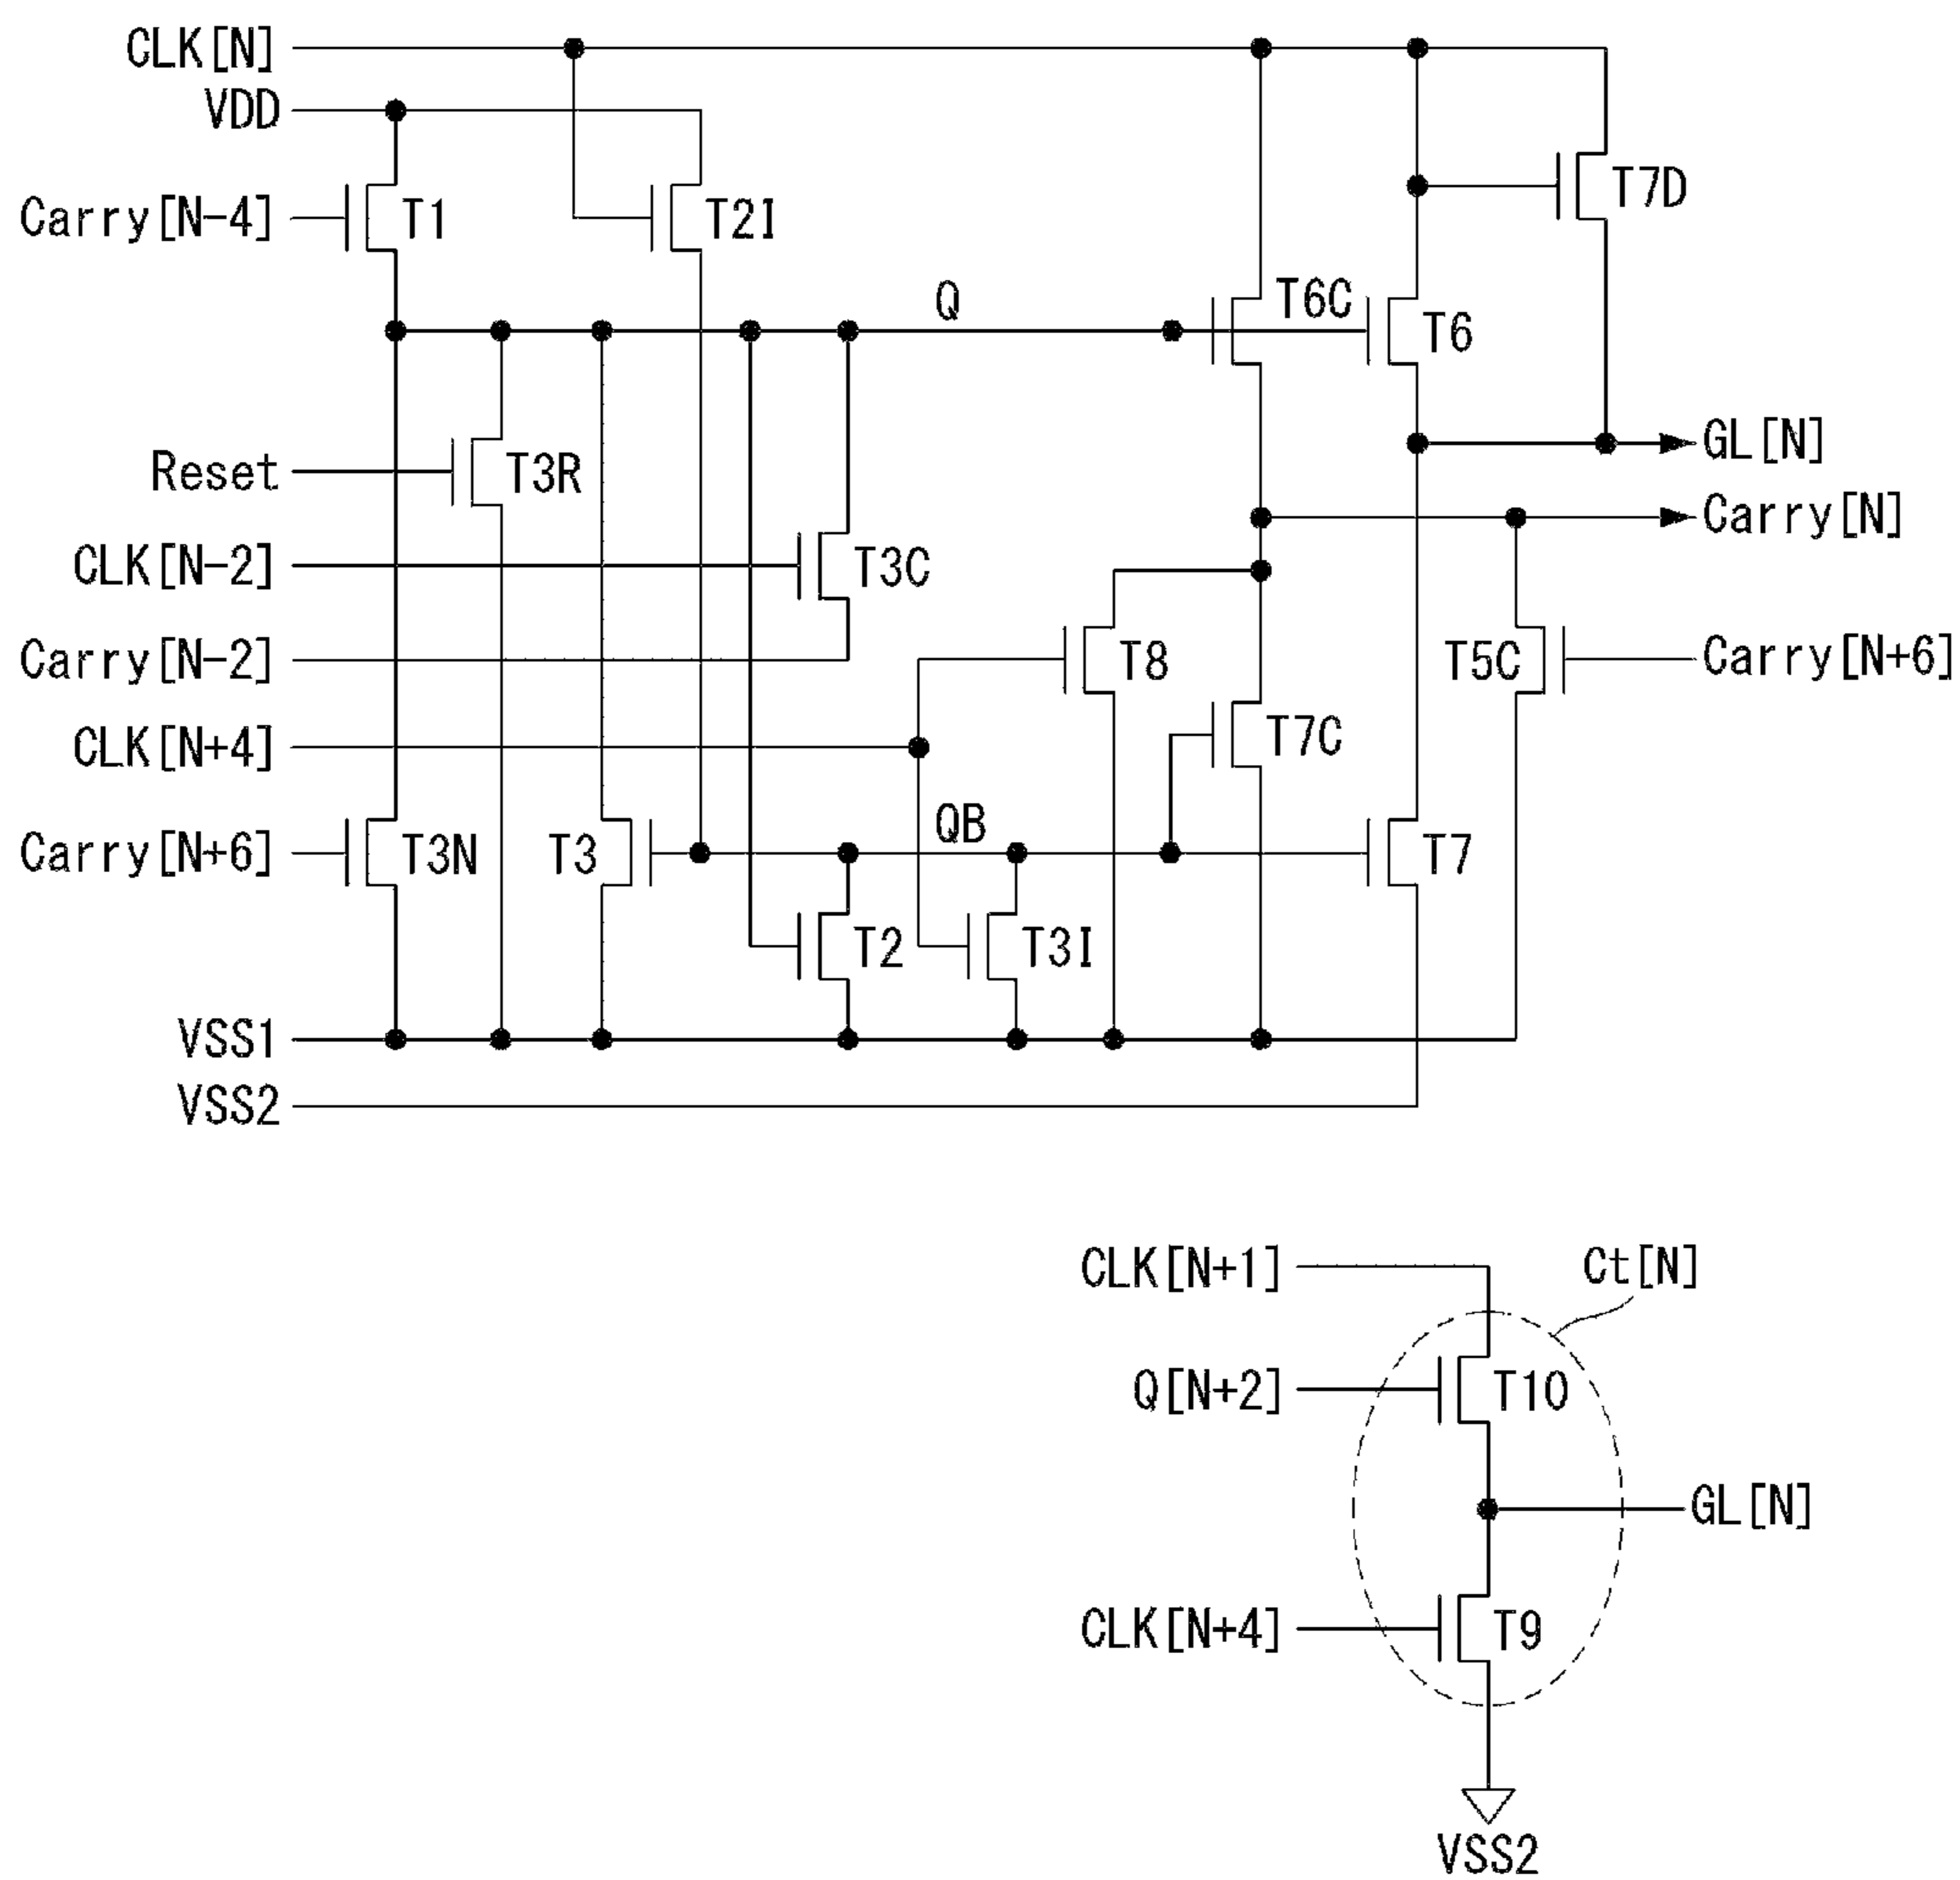 CLK[N]
VDD
Carry[N-4]
T1
T2I
T7D
Q
T6C
T6
GL[N]
Reset
T3R
Carry[N]
CLK[N-2]
T3C
Carry[N-2]
T8
T5C
Carry[N+6]
CLK[N+4]
T7C
QB
Carry[N+6]
T3N
T3
T7
T2
T3I
VSS1
VSS2
CLK[N+1]
Ct[N]
Q[N+2]
T10
GL[N]
CLK[N+4]
T9
VSS2